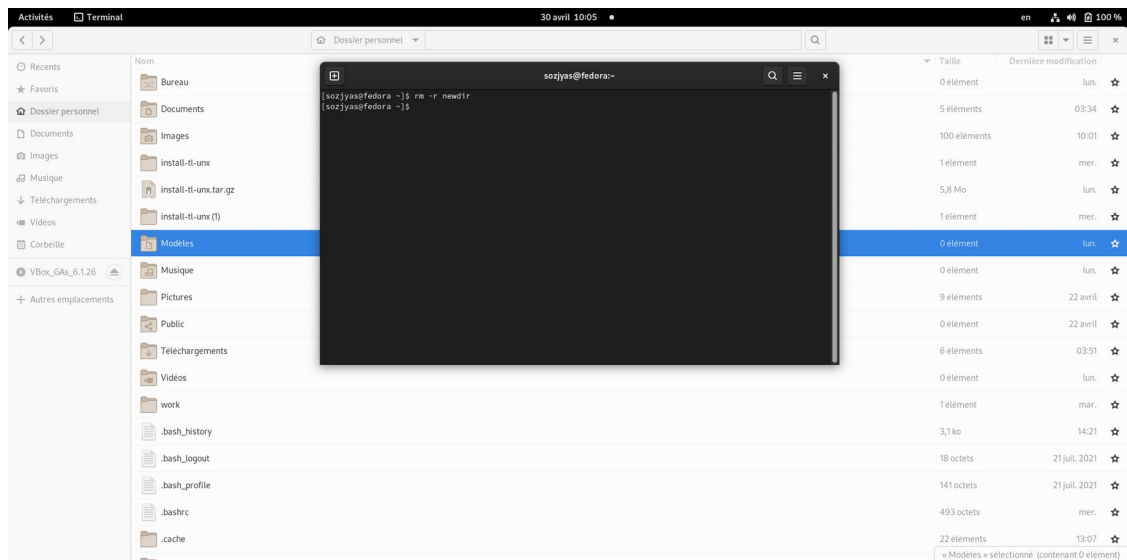 Activités Terminal 30 avril 10:05 en 100 %
Dossier personnel
Récents
Favoris
Dossier personnel
Documents
Images
Musique
Téléchargements
Vidéos
Corbeille
VBox_GAs_6.1.26
Autres emplacements
Nom Taille Dernière modification
Bureau 0 élément lun.
Documents 5 éléments 03:34
Images 100 éléments 10:01
install-tl-unx 1 élément mer.
install-tl-unx.tar.gz 5,8 Mo lun.
install-tl-unx (1) 1 élément mer.
Modèles 0 élément lun.
Musique 0 élément lun.
Pictures 9 éléments 22 avril
Public 0 élément 22 avril
Téléchargements 6 éléments 03:51
Vidéos 0 élément lun.
work 1 élément mar.
.bash_history 3,1 ko 14:21
.bash_logout 18 octets 21 juil. 2021
.bash_profile 141 octets 21 juil. 2021
.bashrc 493 octets mer.
.cache 22 éléments 13:07
« Modèles » sélectionné (contenant 0 élément)
sozjyas@fedora:~
[sozjyas@fedora ~]$ rm -r newdir
[sozjyas@fedora ~]$